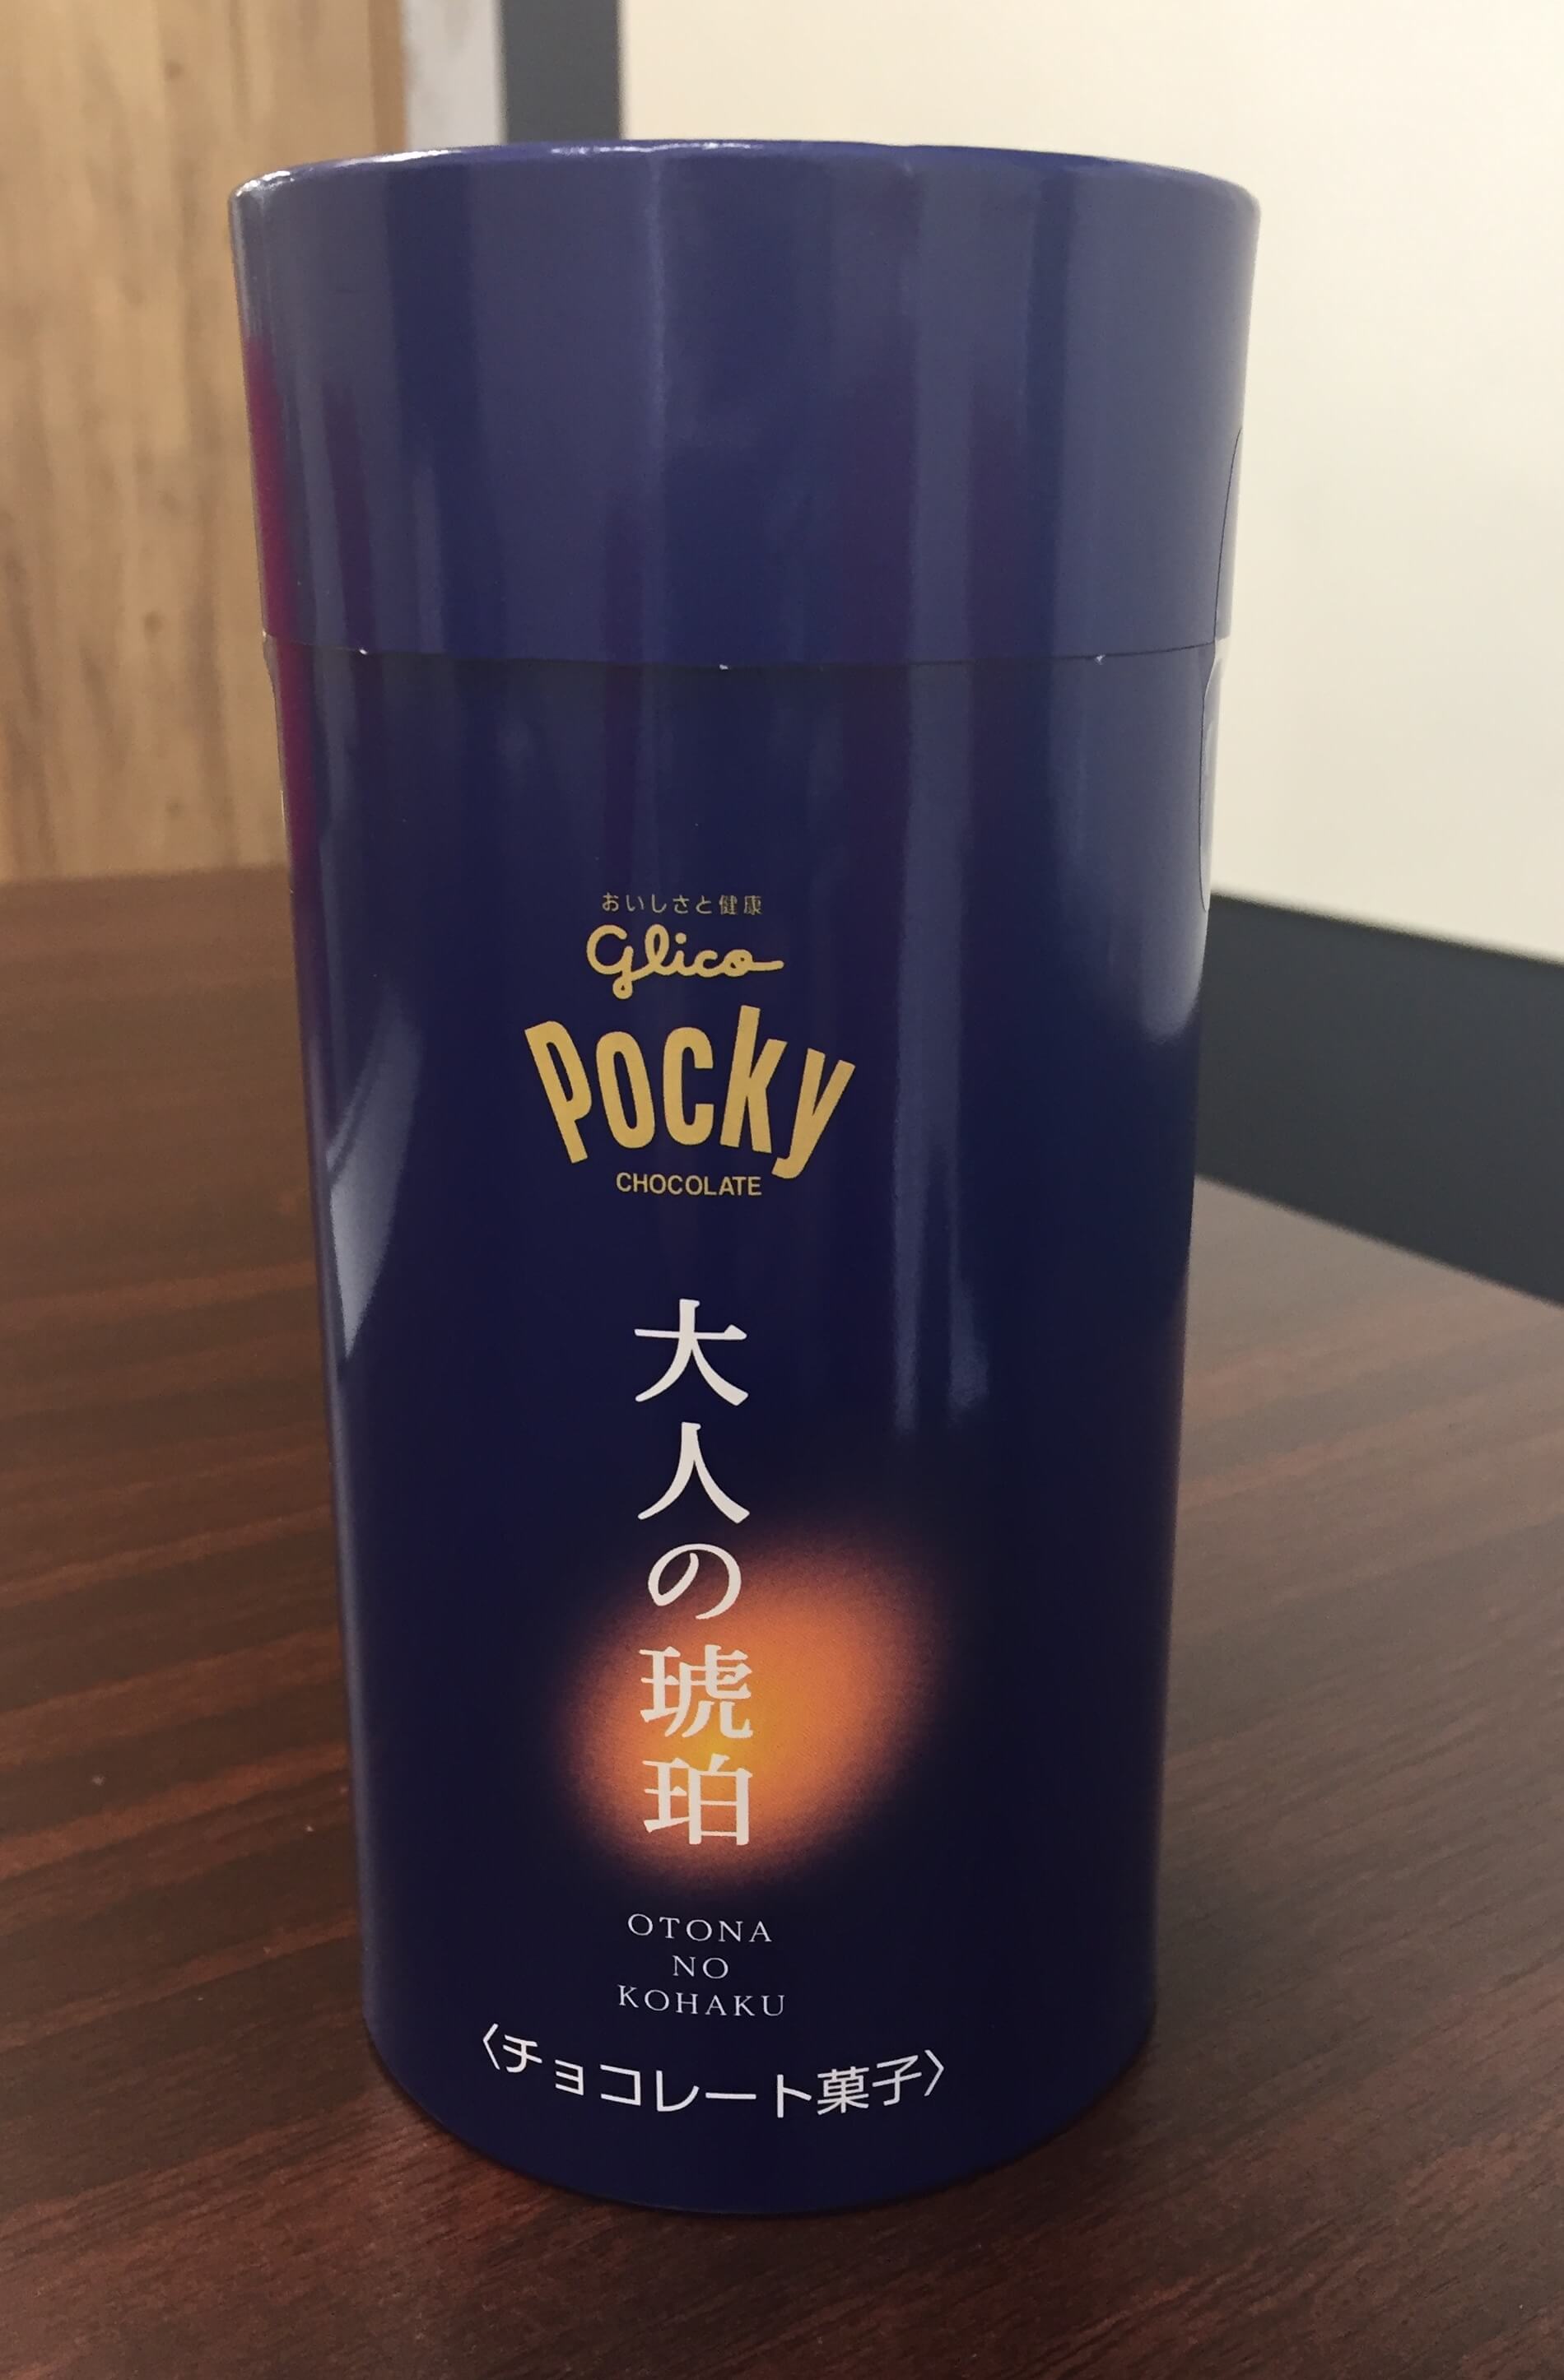 おいしさと健康
Glico
Pocky
CHOCOLATE
大人の琥珀
OTONA
NO
KOHAKU
〈チョコレート菓子〉